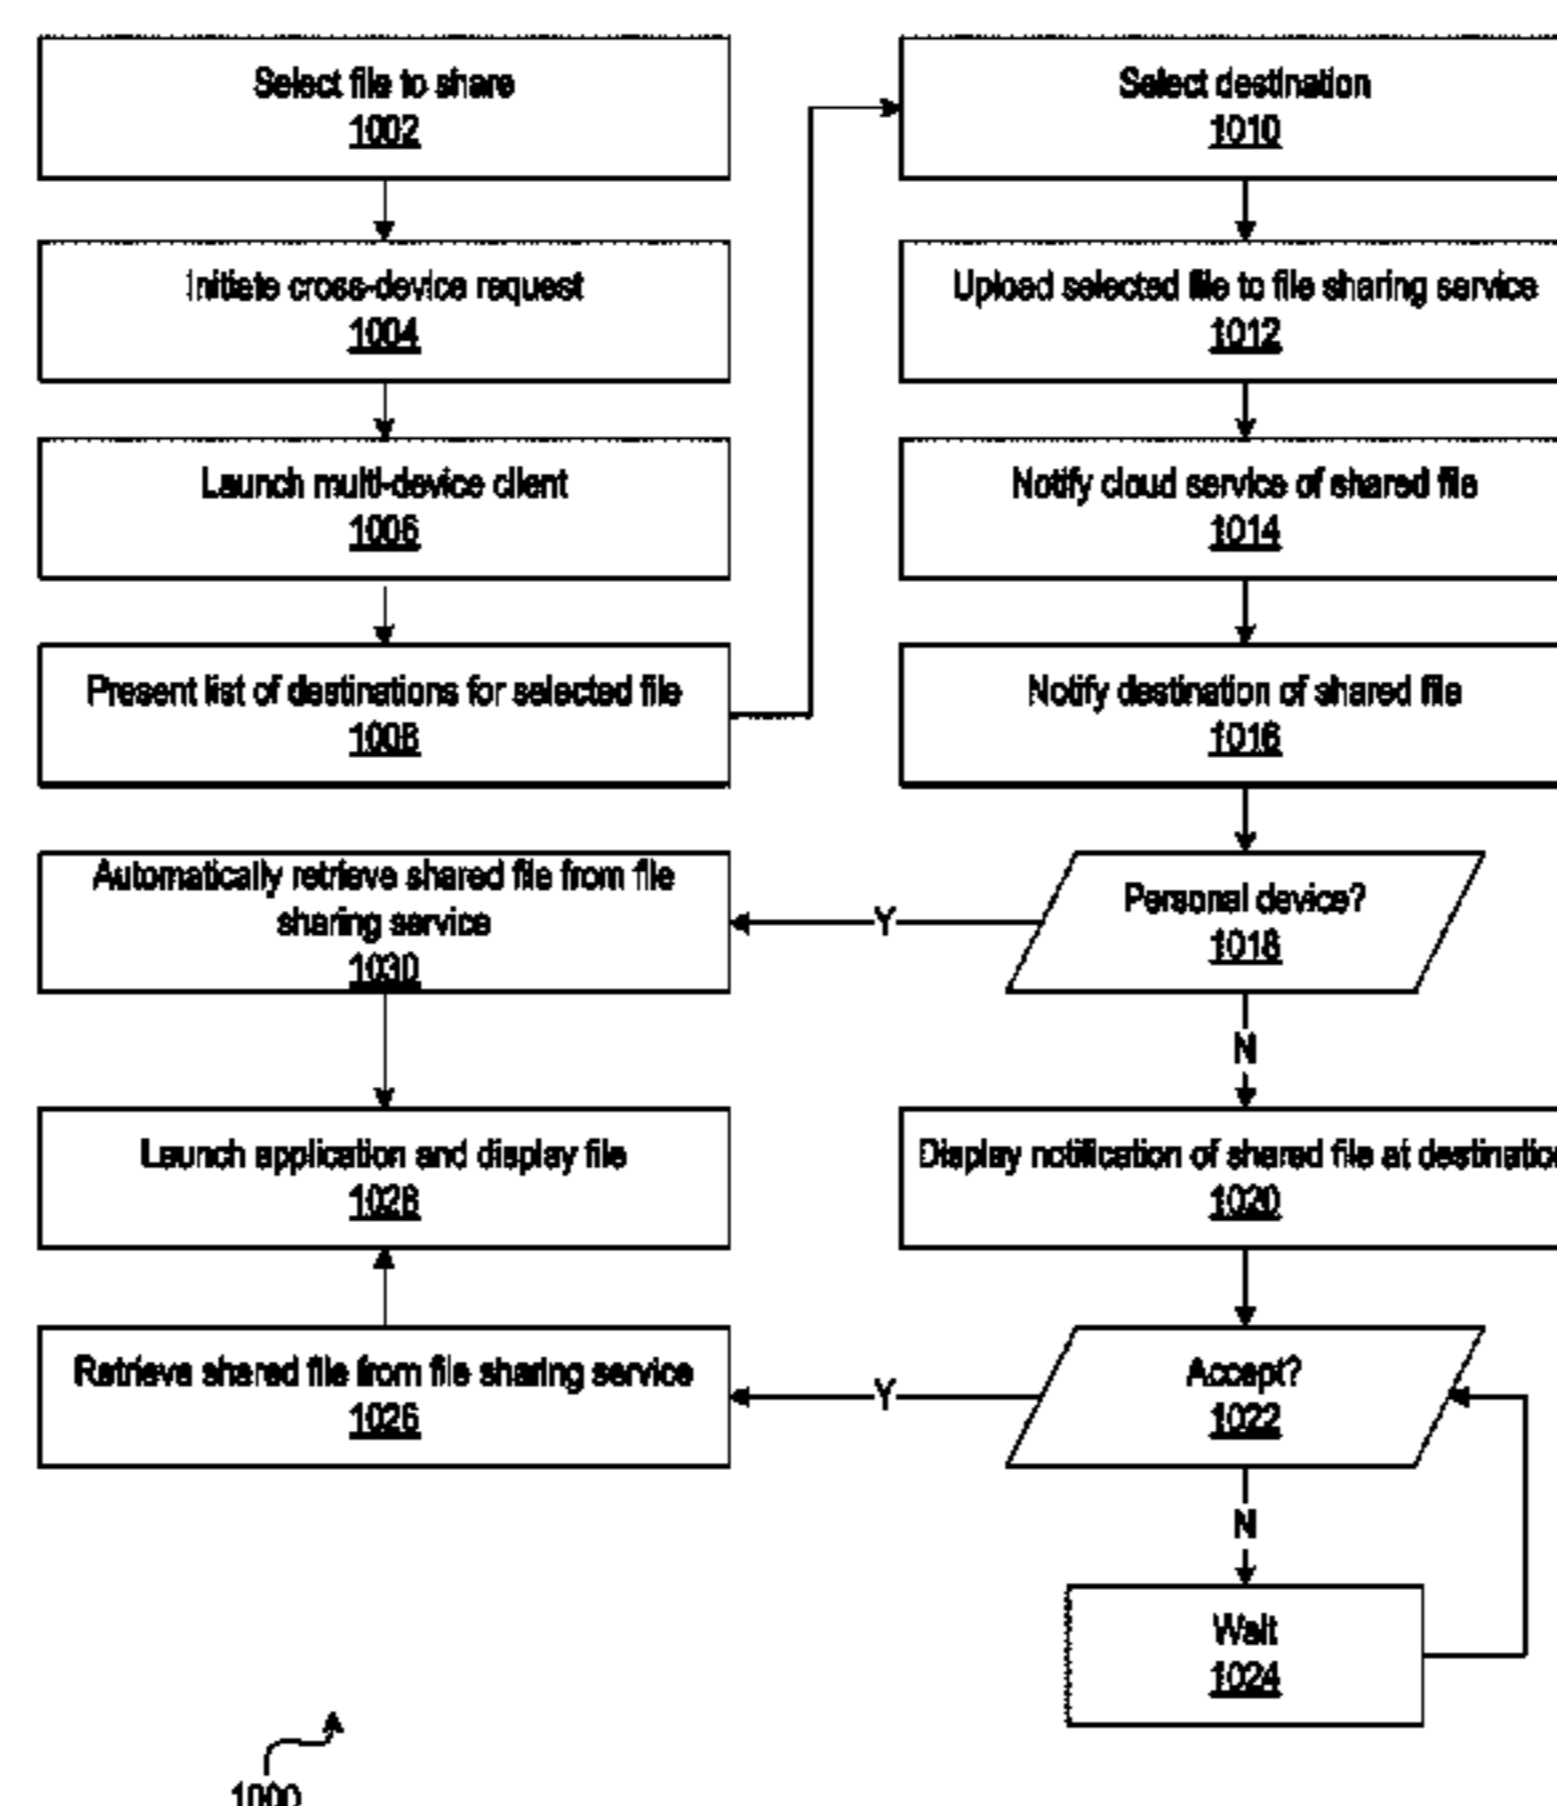 Select file to share
1002
Initiate cross-device request
1004
Launch multi-device client
1006
Present list of destinations for selected file
1008
Select destination
1010
Upload selected file to file sharing service
1012
Notify cloud service of shared file
1014
Notify destination of shared file
1016
Personal device?
1018
Y
N
Automatically retrieve shared file from file
sharing service
1030
Launch application and display file
1028
Display notification of shared file at destination
1020
Accept?
1022
Y
N
Retrieve shared file from file sharing service
1026
Wait
1024
1000